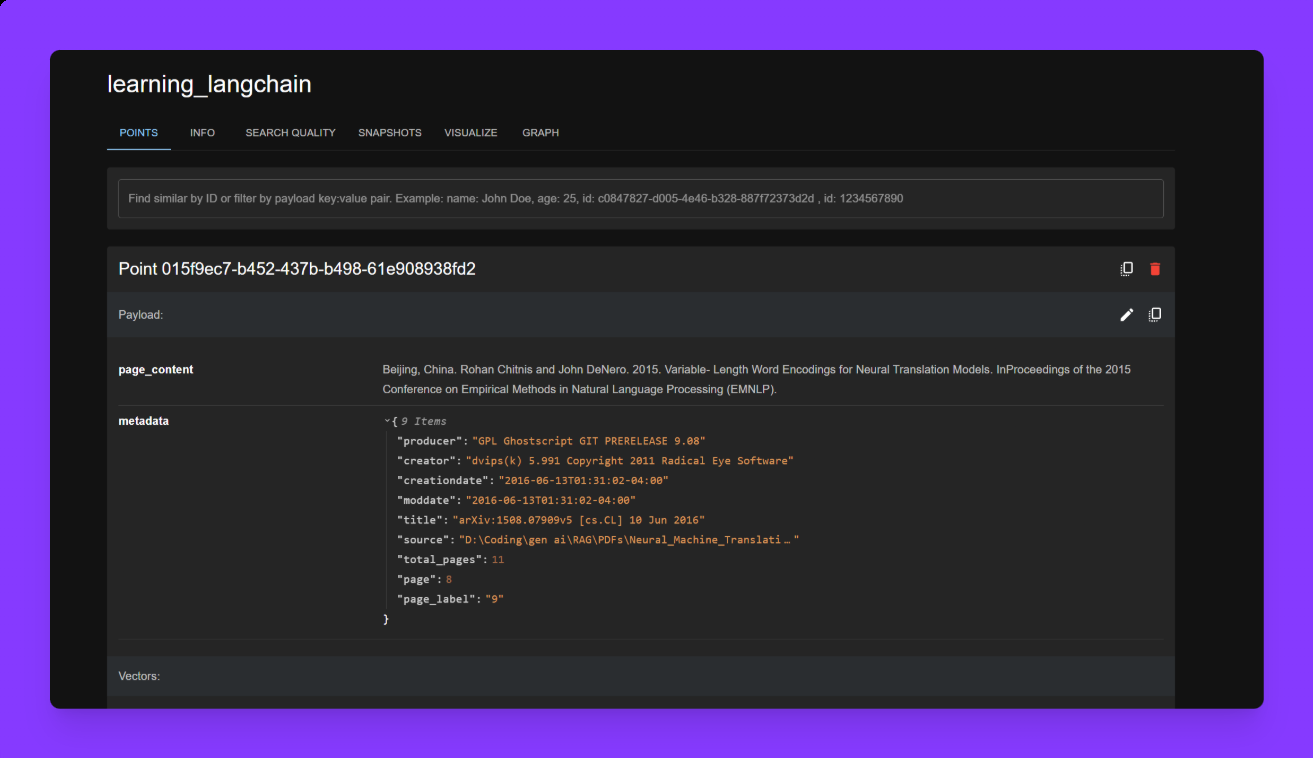 learning_langchain
POINTS INFO SEARCH QUALITY SNAPSHOTS VISUALIZE GRAPH
Find similar by ID or filter by payload key:value pair. Example: name: John Doe, age: 25, id: c0847827-d005-4e46-b328-887f72373d2d , id: 1234567890
Point 015f9ec7-b452-437b-b498-61e908938fd2
Payload:
page_content
Beijing, China. Rohan Chitnis and John DeNero. 2015. Variable- Length Word Encodings for Neural Translation Models. InProceedings of the 2015
Conference on Empirical Methods in Natural Language Processing (EMNLP).
metadata
{ 9 Items
"producer": "GPL Ghostscript GIT PRERELEASE 9.08"
"creator": "dvips(k) 5.991 Copyright 2011 Radical Eye Software"
"creationdate": "2016-06-13T01:31:02-04:00"
"moddate": "2016-06-13T01:31:02-04:00"
"title": "arXiv:1508.07909v5 [cs.CL] 10 Jun 2016"
"source": "D:\Coding\gen ai\RAG\PDFs\Neural_Machine_Translati…"
"total_pages": 11
"page": 8
"page_label": "9"
}
Vectors: